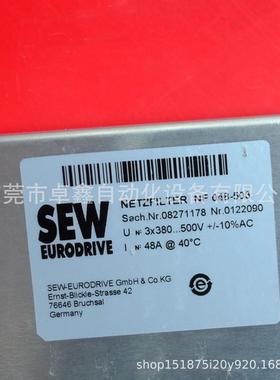 SEW
EURODRIVE
NETZFILTER NF 048-503
Sach.Nr.08271178 Nr.0122090
U N 3x380...500V +/-10%AC
I N 48A @ 40°C
SEW-EURODRIVE GmbH & Co.KG
Ernst-Blickle-Strasse 42
76646 Bruchsal
Germany
莞市卓鑫自动化设备有限公
shop151875i20y920.168